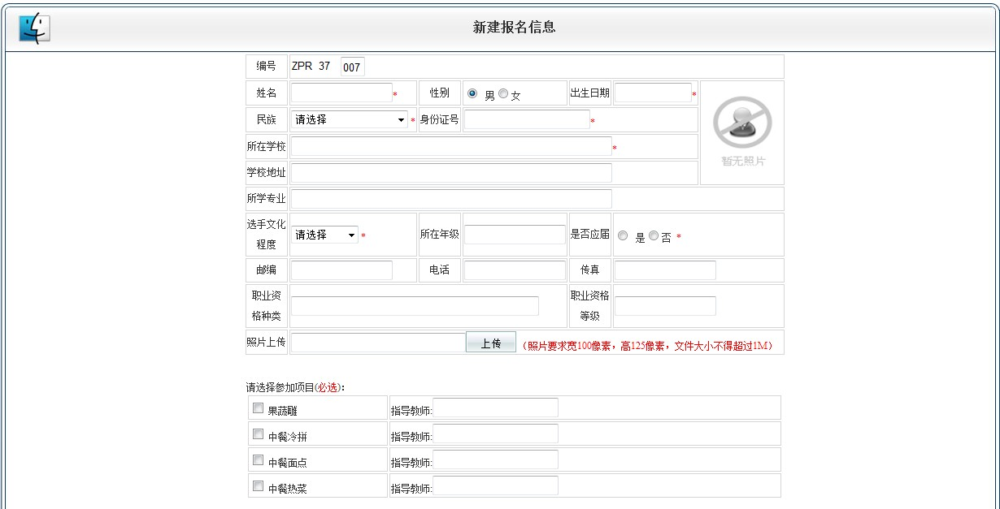 新建报名信息
编号 ZPR 37 007
姓名 * 性别 男 女 出生日期 *
民族 请选择 * 身份证号 *
暂无照片
所在学校 *
学校地址
所学专业
选手文化
程度 请选择 * 所在年级 是否应届 是 否 *
邮编 电话 传真
职业资
格种类 职业资格
等级
照片上传 上传 （照片要求宽100像素，高125像素，文件大小不得超过1M）
请选择参加项目(必选)：
果蔬雕 指导教师:
中餐冷拼 指导教师:
中餐面点 指导教师:
中餐热菜 指导教师: